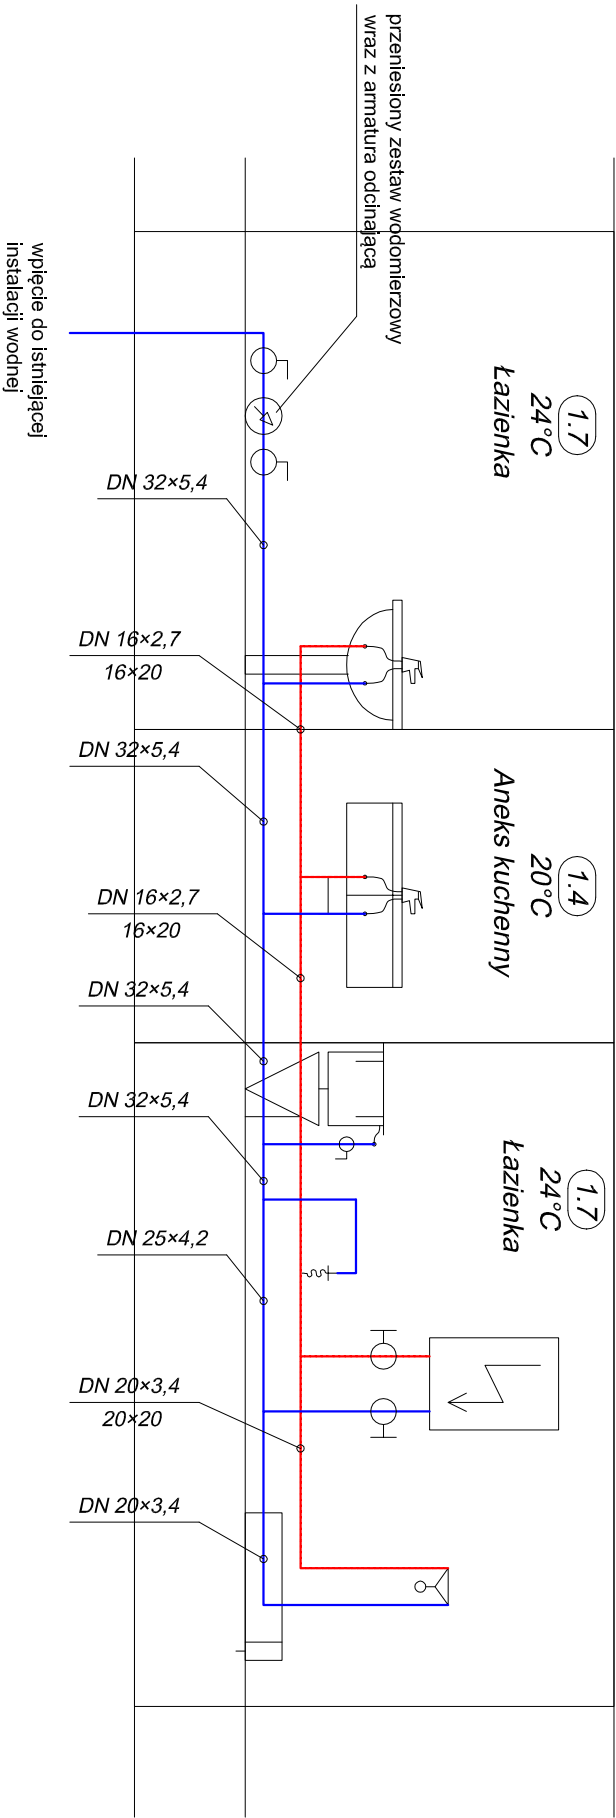 przeniesiony zestaw wodomierzowy
wraz z armatura odcinającą
wpięcie do istniejącej
instalacji wodnej
1.7
24°C
Łazienka
DN 32×5,4
DN 16×2,7
16×20
DN 32×5,4
1.4
20°C
Aneks kuchenny
DN 16×2,7
16×20
DN 32×5,4
DN 32×5,4
1.7
24°C
Łazienka
DN 25×4,2
DN 20×3,4
20×20
DN 20×3,4